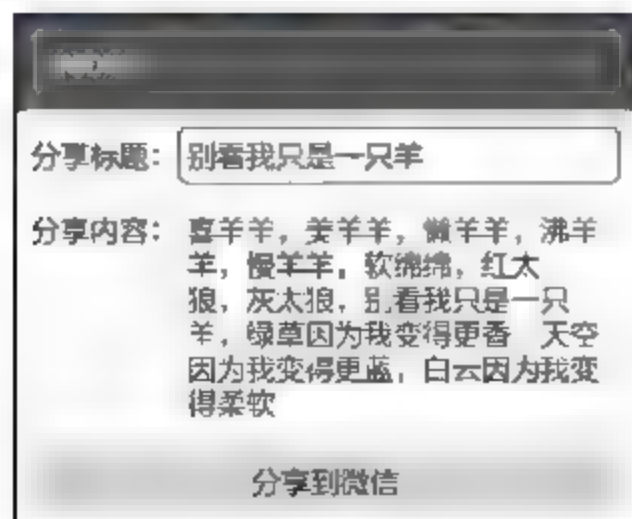 分享标题： 别看我只是一只羊
分享内容： 喜羊羊，美羊羊，懒羊羊，沸羊
羊，慢羊羊，软绵绵，红太
狼，灰太狼，别看我只是一只
羊，绿草因为我变得更香 天空
因为我变得更蓝，白云因为我变
得柔软
分享到微信